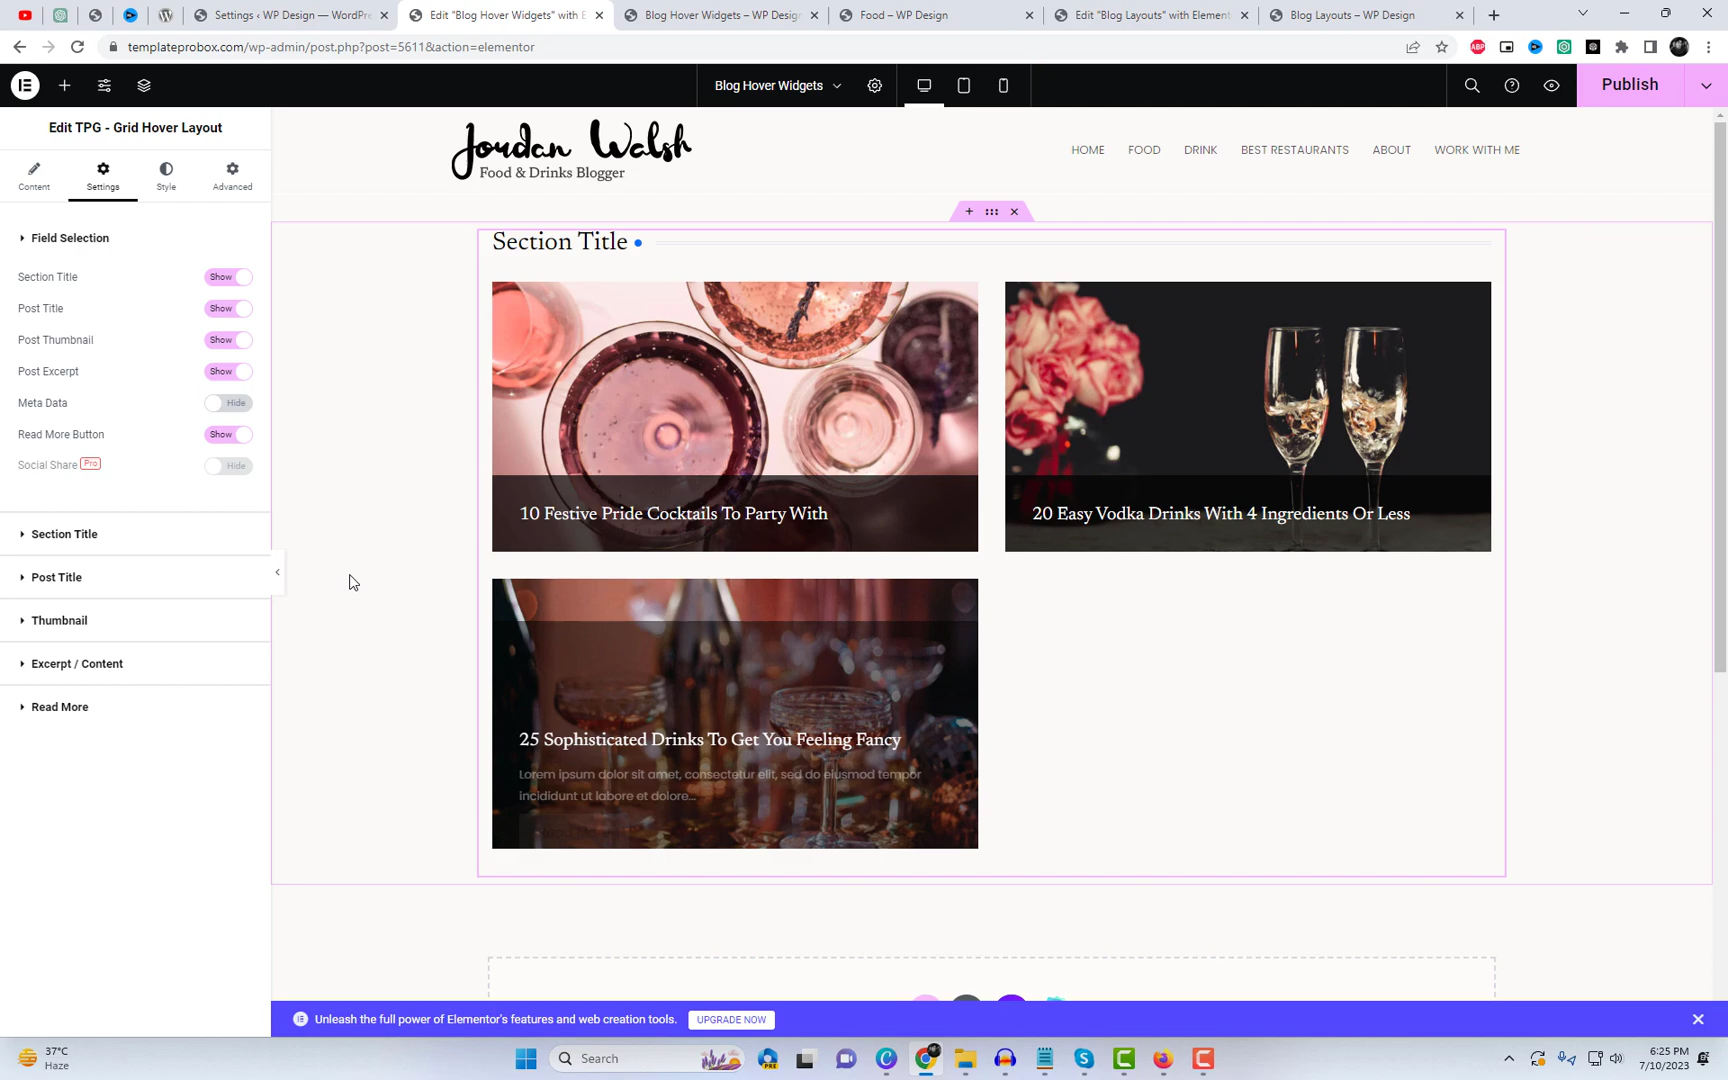 Settings ‹ WP Design — WordPre
Edit "Blog Hover Widgets" with E
Blog Hover Widgets – WP Design
Food – WP Design
Edit "Blog Layouts" with Element
Blog Layouts – WP Design
templateprobox.com/wp-admin/post.php?post=5611&action=elementor
ABP
Blog Hover Widgets
Publish
Edit TPG - Grid Hover Layout
Content
Settings
Style
Advanced
Field Selection
Section Title
Show
Post Title
Show
Post Thumbnail
Show
Post Excerpt
Show
Meta Data
Hide
Read More Button
Show
Social Share Pro
Hide
Section Title
Post Title
Thumbnail
Excerpt / Content
Read More
Jordan Walsh
Food & Drinks Blogger
HOME
FOOD
DRINK
BEST RESTAURANTS
ABOUT
WORK WITH ME
Section Title
10 Festive Pride Cocktails To Party With
20 Easy Vodka Drinks With 4 Ingredients Or Less
25 Sophisticated Drinks To Get You Feeling Fancy
Lorem ipsum dolor sit amet, consectetur elit, sed do eiusmod tempor
incididunt ut labore et dolore...
Unleash the full power of Elementor's features and web creation tools.
UPGRADE NOW
37°C
Haze
Search
PRE
6:25 PM
7/10/2023